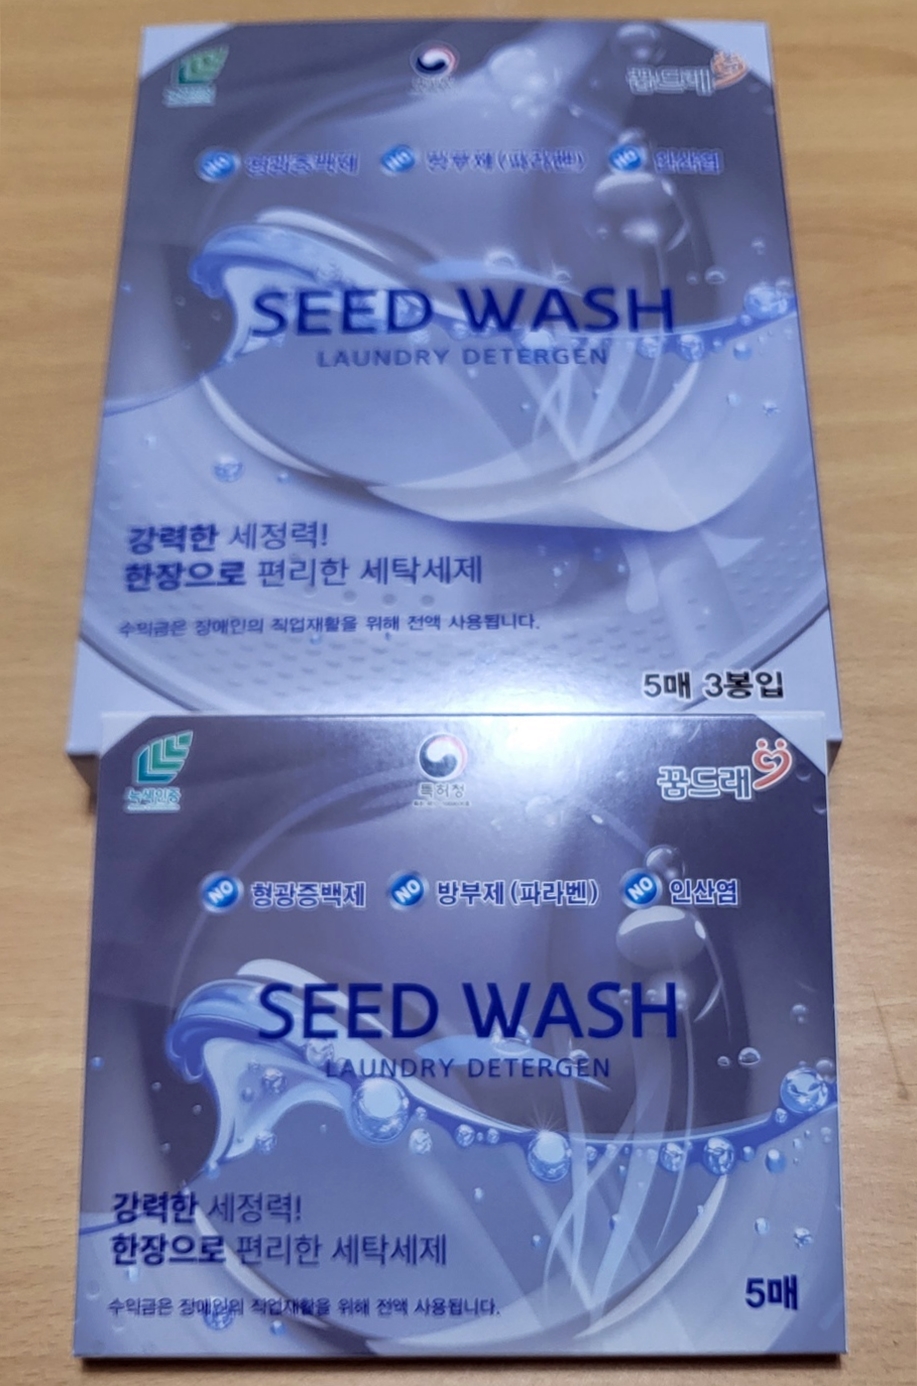 꿈드래
NO 형광증백제 NO 방부제(파라벤) NO 인산염
SEED WASH
LAUNDRY DETERGEN
강력한 세정력!
한장으로 편리한 세탁세제
수익금은 장애인의 직업재활을 위해 전액 사용됩니다.
5매 3봉입
녹색인증 특허청 꿈드래
NO 형광증백제 NO 방부제(파라벤) NO 인산염
SEED WASH
LAUNDRY DETERGEN
강력한 세정력!
한장으로 편리한 세탁세제
수익금은 장애인의 직업재활을 위해 전액 사용됩니다.
5매